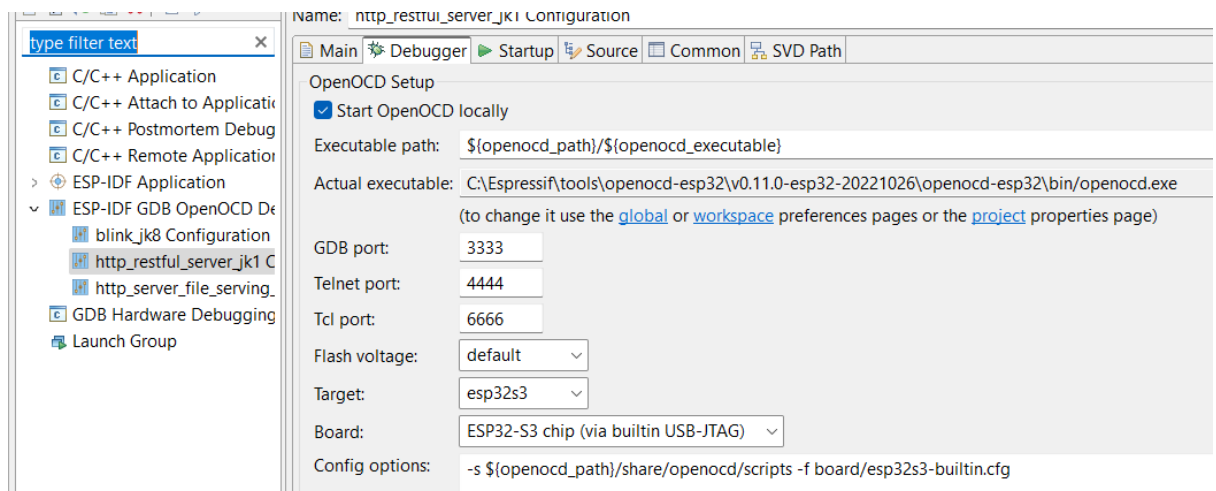 Name: http_restful_server_jk1 Configuration
type filter text
C/C++ Application
C/C++ Attach to Applicatio
C/C++ Postmortem Debug
C/C++ Remote Application
ESP-IDF Application
ESP-IDF GDB OpenOCD De
blink_jk8 Configuration
http_restful_server_jk1 C
http_server_file_serving_
GDB Hardware Debugging
Launch Group
Main Debugger Startup Source Common SVD Path
OpenOCD Setup
Start OpenOCD locally
Executable path: ${openocd_path}/${openocd_executable}
Actual executable: C:\Espressif\tools\openocd-esp32\v0.11.0-esp32-20221026\openocd-esp32\bin/openocd.exe
(to change it use the global or workspace preferences pages or the project properties page)
GDB port: 3333
Telnet port: 4444
Tcl port: 6666
Flash voltage: default
Target: esp32s3
Board: ESP32-S3 chip (via builtin USB-JTAG)
Config options: -s ${openocd_path}/share/openocd/scripts -f board/esp32s3-builtin.cfg